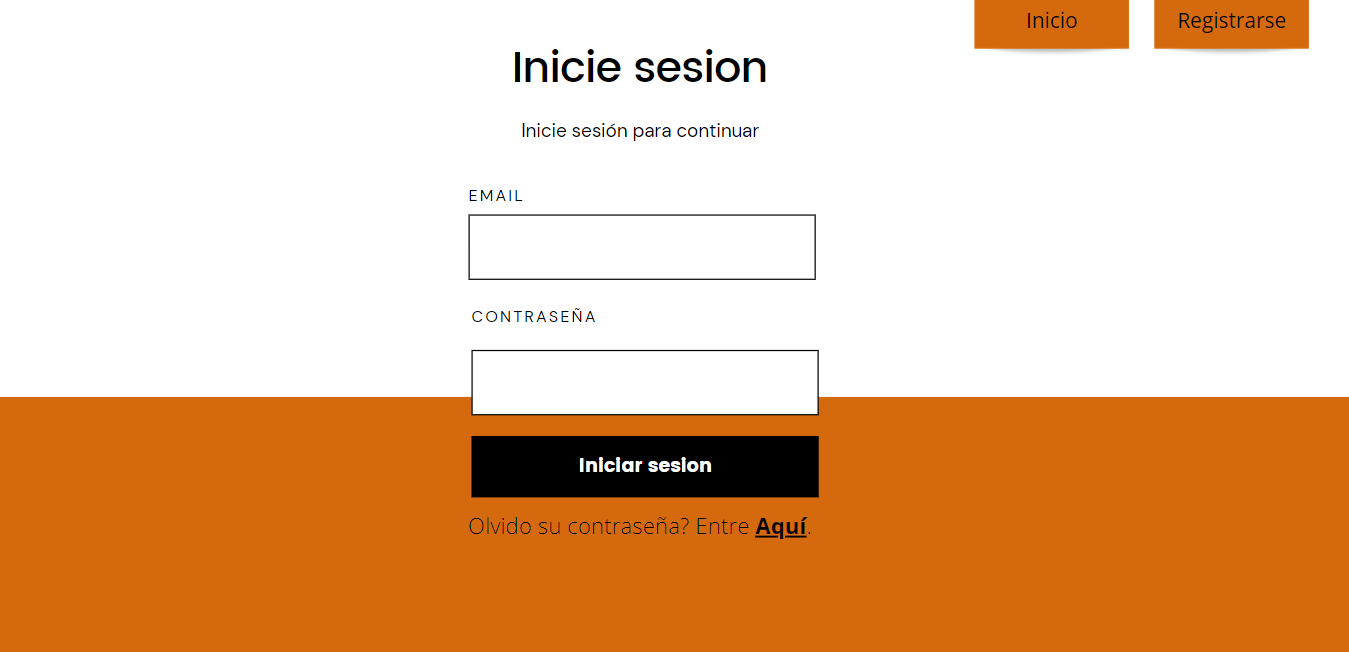 Inicio
Registrarse
Inicie sesion
Inicie sesión para continuar
EMAIL
CONTRASEÑA
Iniciar sesion
Olvido su contraseña? Entre Aquí.